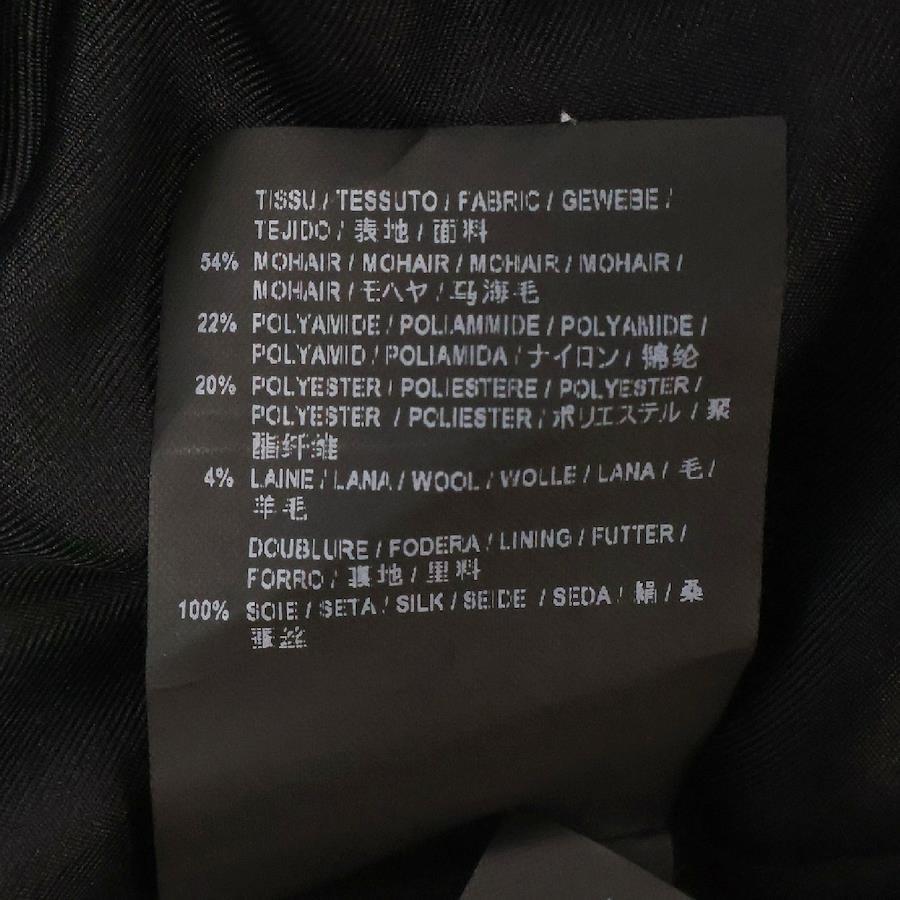 TISSU / TESSUTO / FABRIC / GEWEBE /
TEJIDO / 表地 / 面料
54% MOHAIR / MOHAIR / MOHAIR / MOHAIR /
MOHAIR / モハヤ / 马海毛
22% POLYAMIDE / POLIAMMIDE / POLYAMIDE /
POLYAMID / POLIAMIDA / ナイロン / 锦纶
20% POLYESTER / POLIESTERE / POLYESTER /
POLYESTER / POLIESTER / ポリエステル / 聚
酯纤维
4% LAINE / LANA / WOOL / WOLLE / LANA / 毛 /
羊毛
DOUBLURE / FODERA / LINING / FUTTER /
FORRO / 裏地 / 里料
100% SOIE / SETA / SILK / SEIDE / SEDA / 絹 / 桑
蚕丝